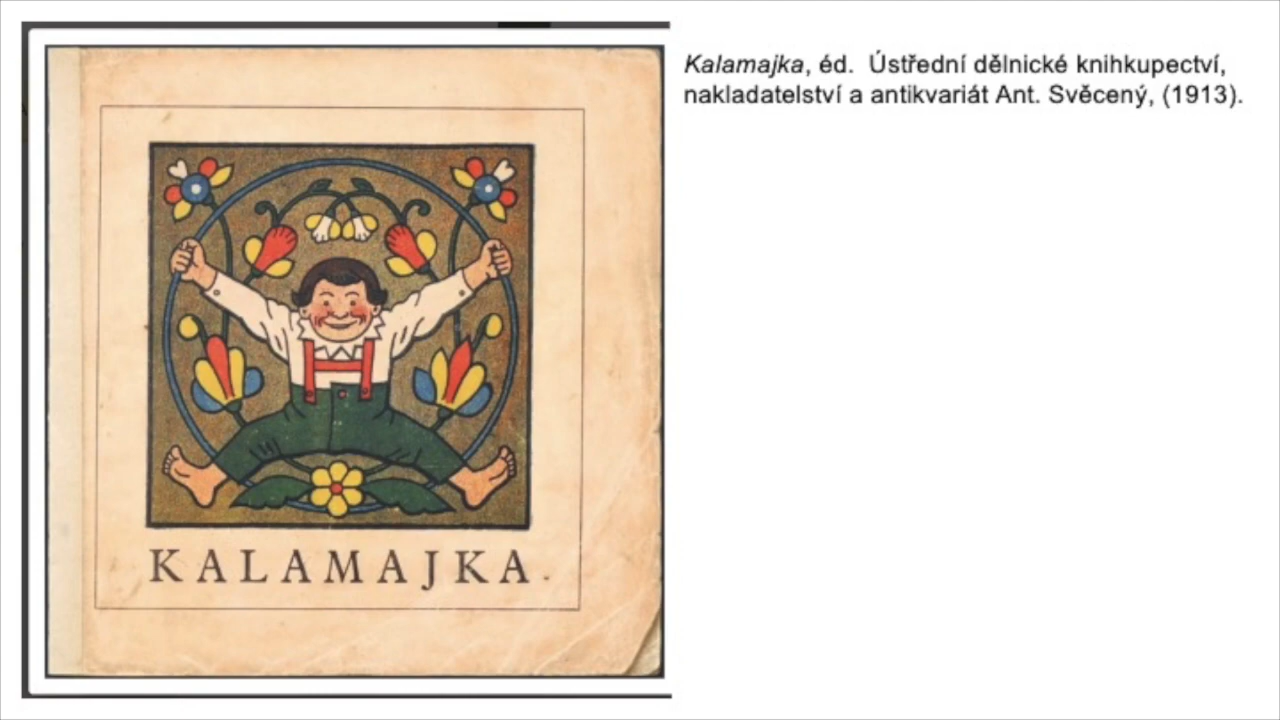 Kalamajka, éd. Ústřední dělnické knihkupectví,
nakladatelství a antikvariát Ant. Svěcený, (1913).
KALAMAJKA